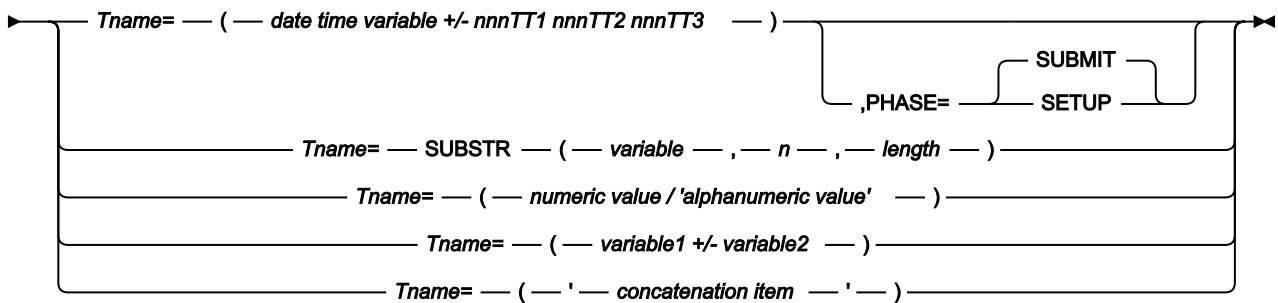 Tname= ( date time variable +/- nnnTT1 nnnTT2 nnnTT3 )
SUBMIT
,PHASE= SETUP
Tname= SUBSTR ( variable , n , length )
Tname= ( numeric value / 'alphanumeric value' )
Tname= ( variable1 +/- variable2 )
Tname= ( ' concatenation item ' )